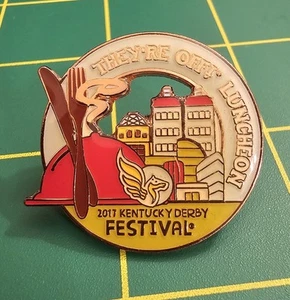 THEY'RE OFF! LUNCHEON
2017 KENTUCKY DERBY
FESTIVAL®